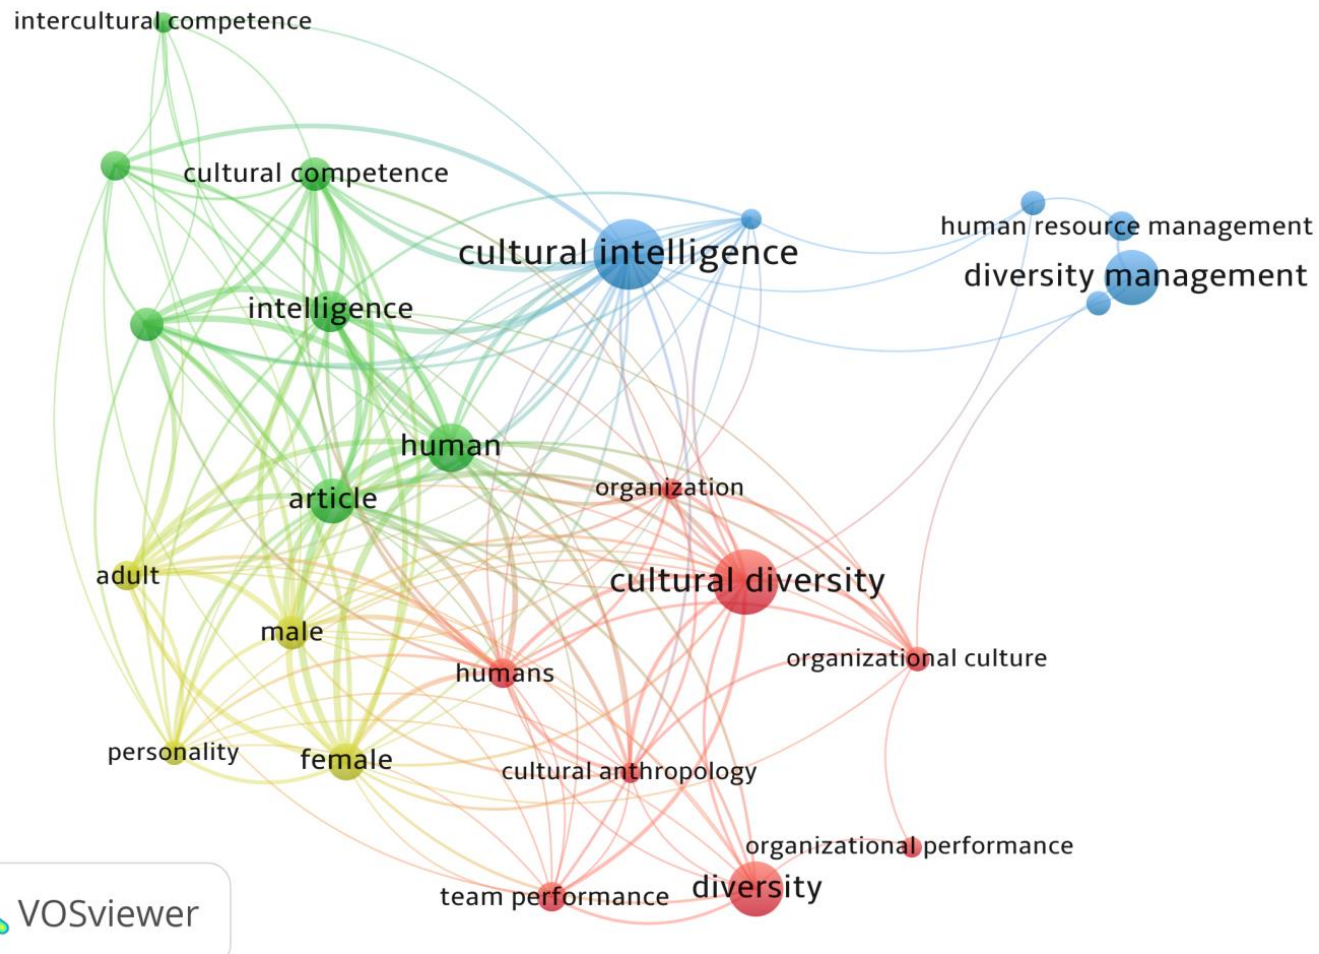 intercultural competence
cultural competence
human resource management
cultural intelligence
diversity management
intelligence
human
organization
article
adult
cultural diversity
male
organizational culture
humans
personality
female
cultural anthropology
organizational performance
diversity
team performance
VOSviewer